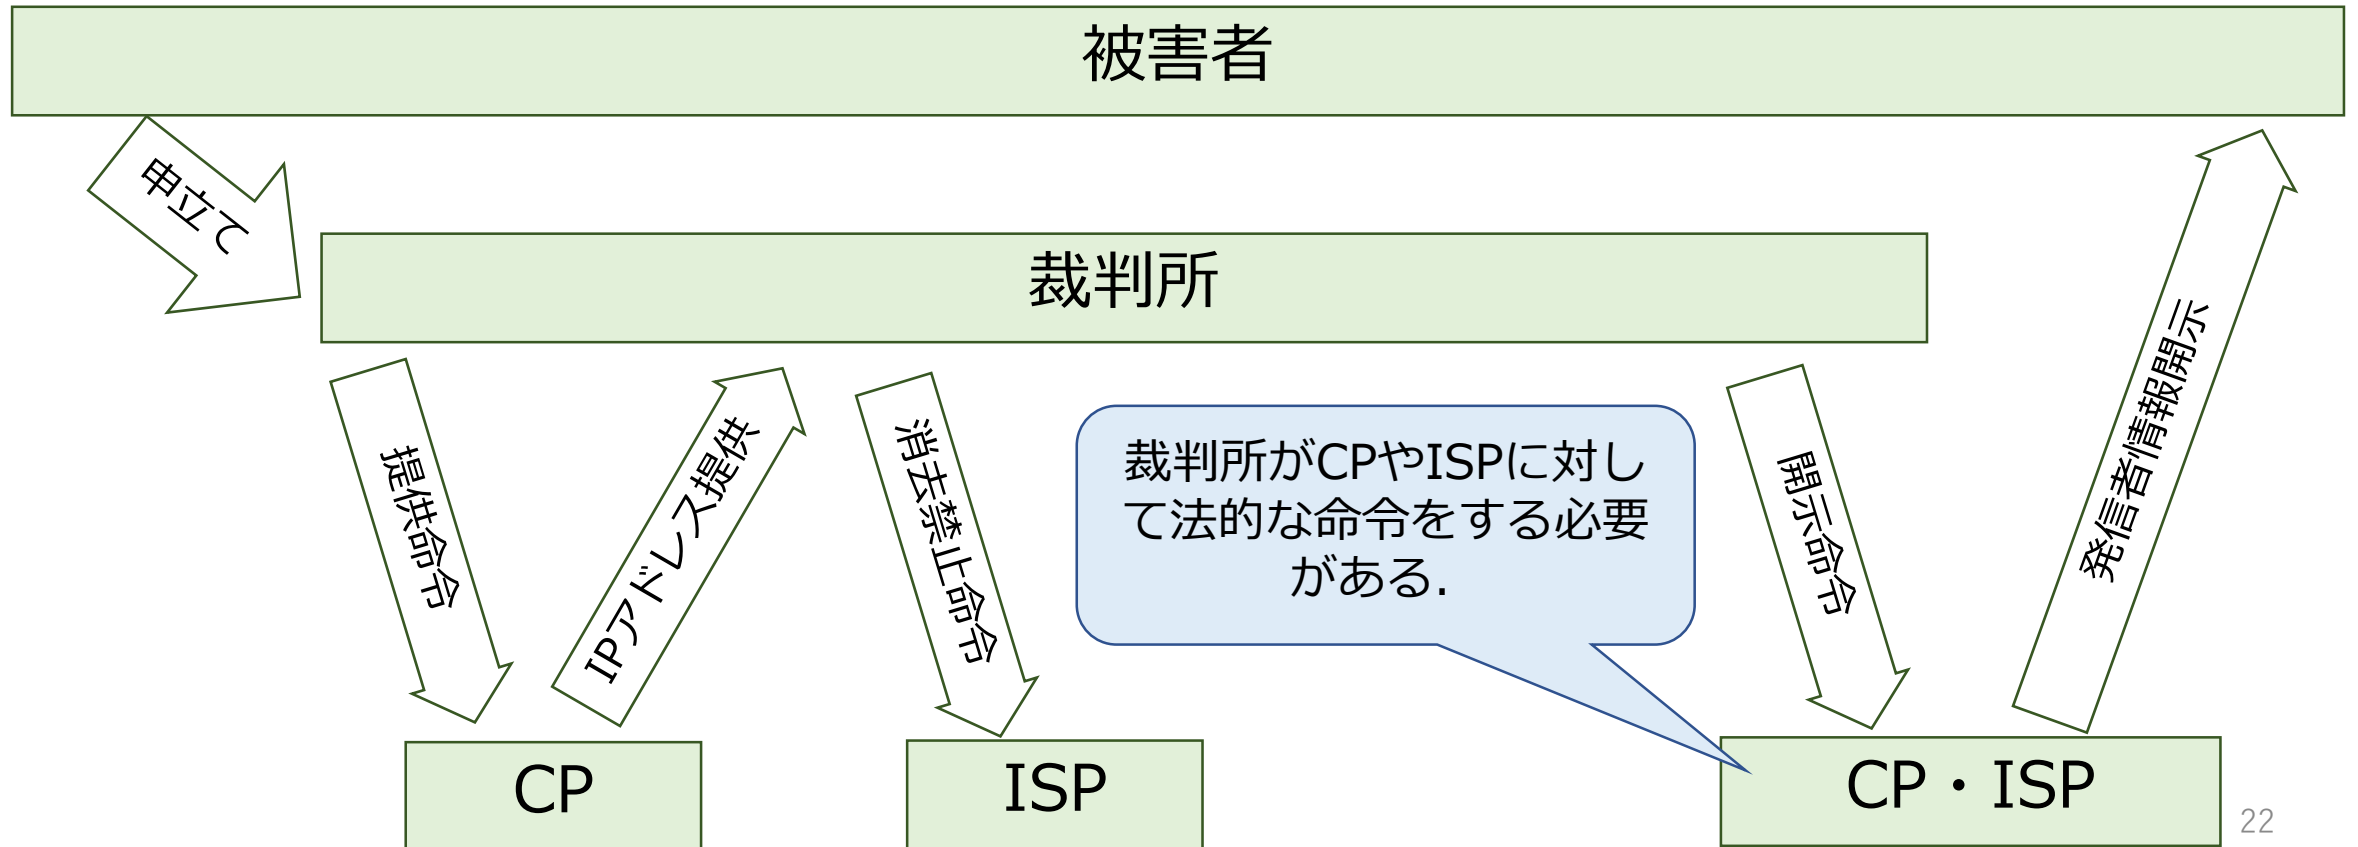 被害者
申立て
裁判所
提供命令
IPアドレス提供
消去禁止命令
裁判所がCPやISPに対し
て法的な命令をする必要
がある.
開示命令
発信者情報開示
CP
ISP
CP・ISP
22